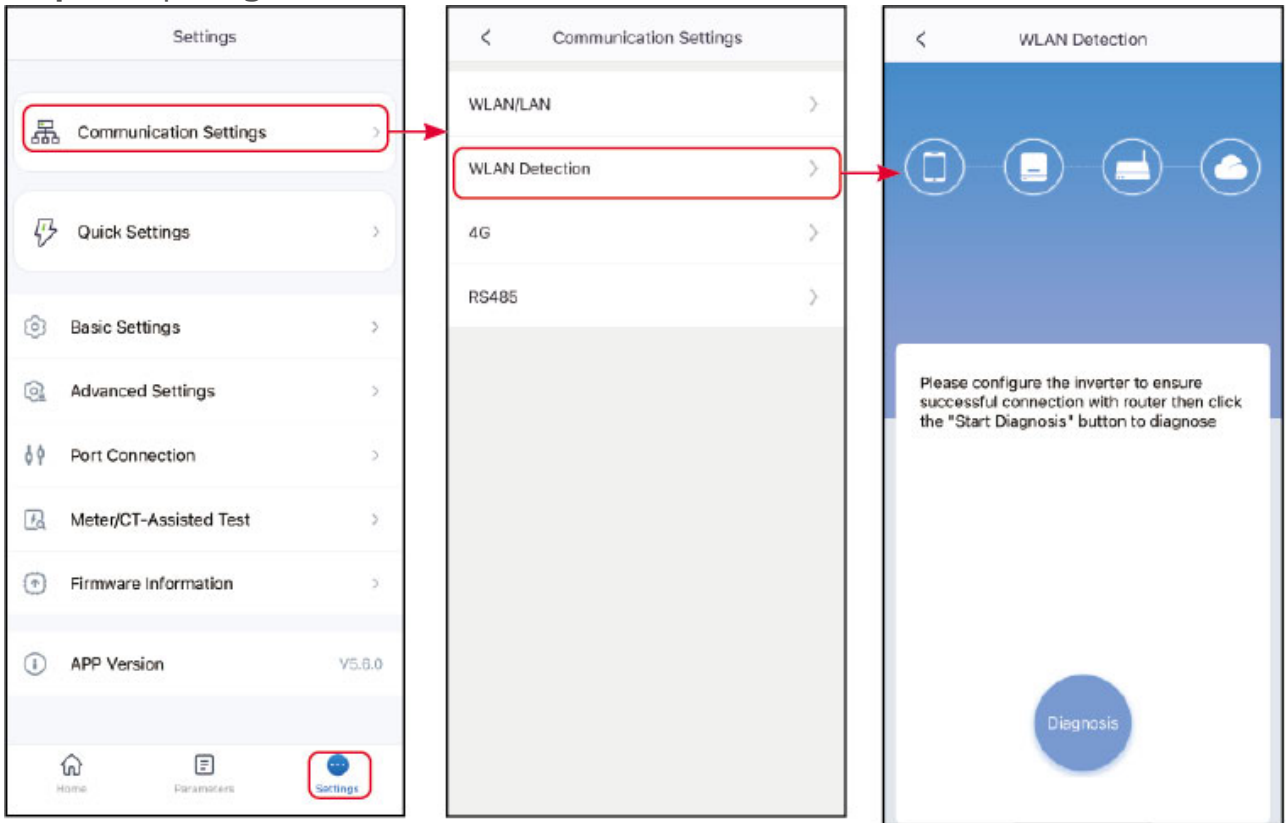 Settings
Communication Settings
Quick Settings
Basic Settings
Advanced Settings
Port Connection
Meter/CT-Assisted Test
Firmware Information
APP Version V5.6.0
Home Parameters Settings
Communication Settings
WLAN/LAN
WLAN Detection
4G
RS485
WLAN Detection
Please configure the inverter to ensure
successful connection with router then click
the "Start Diagnosis" button to diagnose
Diagnosis